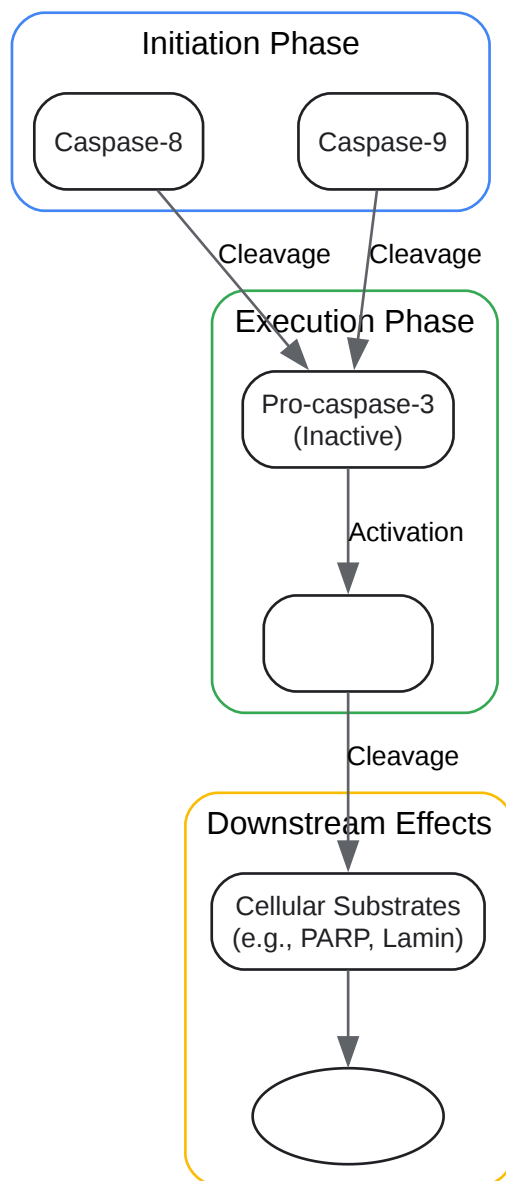 Initiation Phase
Caspase-8
Caspase-9
Cleavage
Cleavage
Execution Phase
Pro-caspase-3
(Inactive)
Activation
Cleavage
Downstream Effects
Cellular Substrates
(e.g., PARP, Lamin)